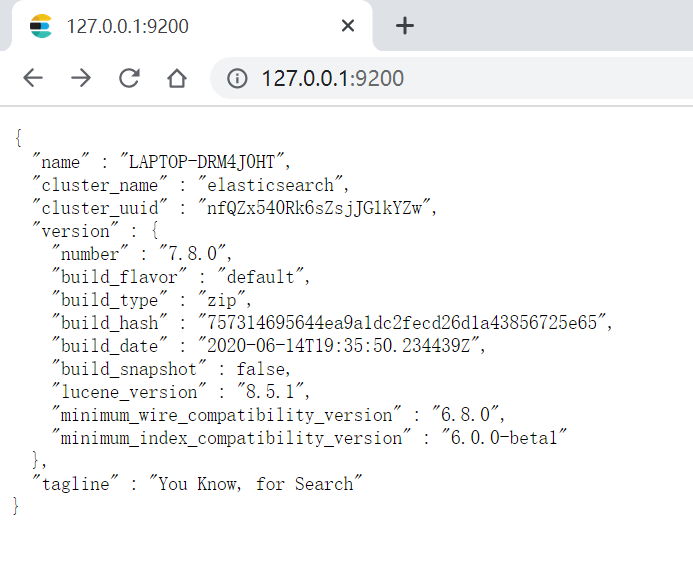 127.0.0.1:9200
127.0.0.1:9200
{
"name" : "LAPTOP-DRM4J0HT",
"cluster_name" : "elasticsearch",
"cluster_uuid" : "nfQZx540Rk6sZsjJGlkYZw",
"version" : {
"number" : "7.8.0",
"build_flavor" : "default",
"build_type" : "zip",
"build_hash" : "757314695644ea9a1dc2fecd26d1a43856725e65",
"build_date" : "2020-06-14T19:35:50.234439Z",
"build_snapshot" : false,
"lucene_version" : "8.5.1",
"minimum_wire_compatibility_version" : "6.8.0",
"minimum_index_compatibility_version" : "6.0.0-beta1"
},
"tagline" : "You Know, for Search"
}